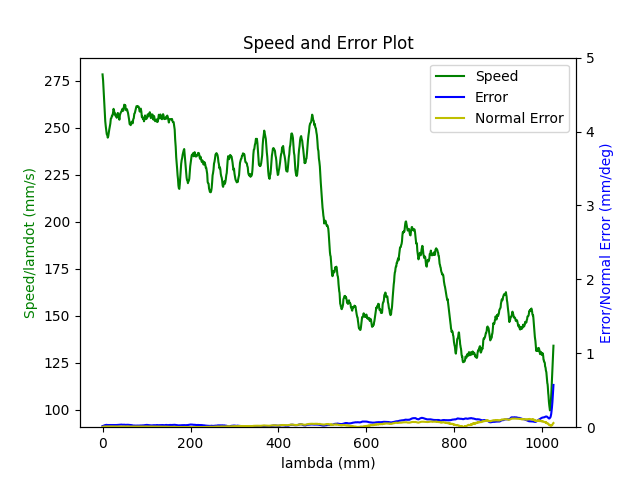 Speed and Error Plot
Speed
Error
Normal Error
275
250
225
200
175
150
125
100
Speed/lamdot (mm/s)
5
4
3
2
1
0
Error/Normal Error (mm/deg)
0 200 400 600 800 1000
lambda (mm)